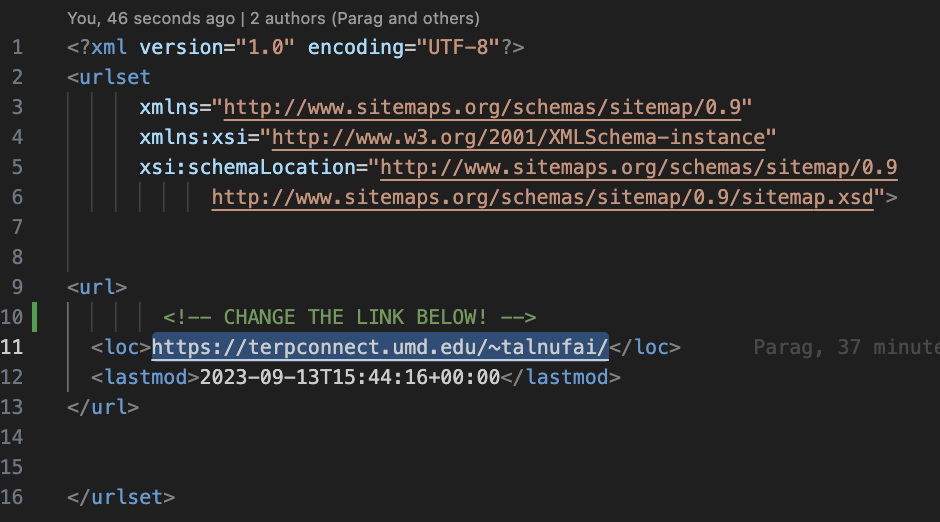 You, 46 seconds ago | 2 authors (Parag and others)
1 <?xml version="1.0" encoding="UTF-8"?>
2 <urlset
3 xmlns="http://www.sitemaps.org/schemas/sitemap/0.9"
4 xmlns:xsi="http://www.w3.org/2001/XMLSchema-instance"
5 xsi:schemaLocation="http://www.sitemaps.org/schemas/sitemap/0.9
6 http://www.sitemaps.org/schemas/sitemap/0.9/sitemap.xsd">
7
8
9 <url>
10 <!-- CHANGE THE LINK BELOW! -->
11 <loc>https://terpconnect.umd.edu/~talnufai/</loc> Parag, 37 minute
12 <lastmod>2023-09-13T15:44:16+00:00</lastmod>
13 </url>
14
15
16 </urlset>